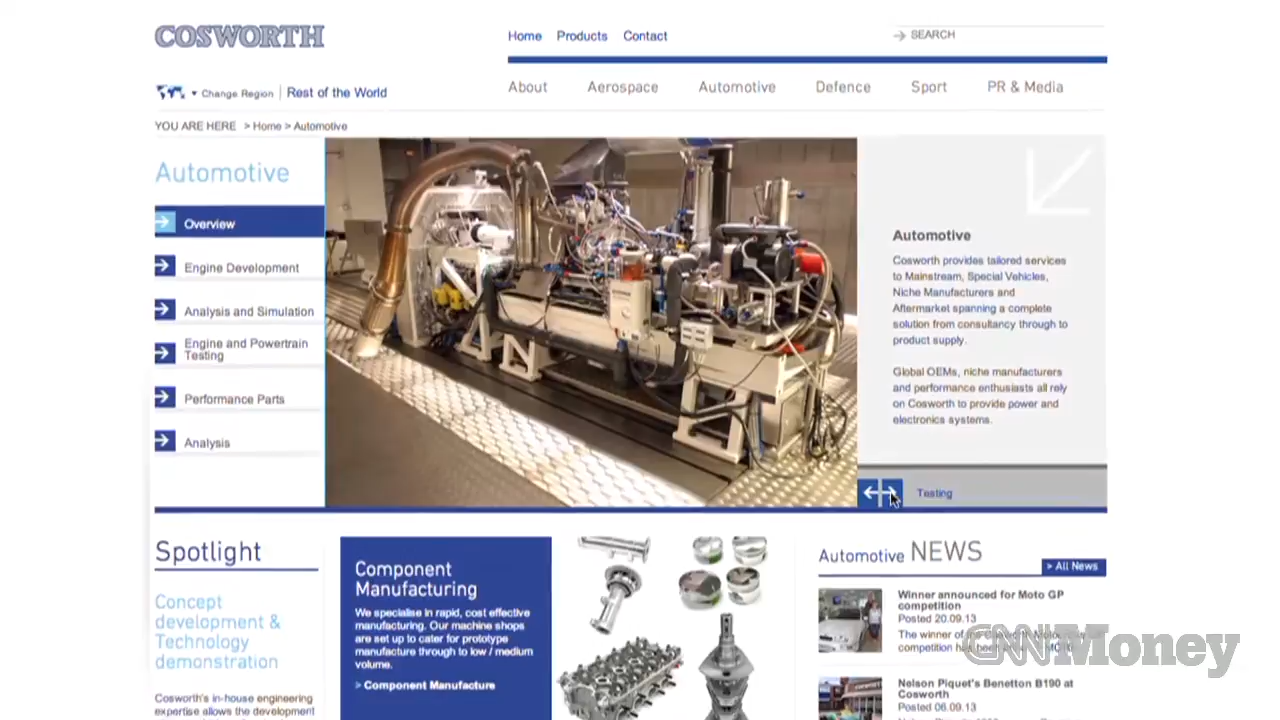 COSWORTH
Home Products Contact
SEARCH
Change Region | Rest of the World
About Aerospace Automotive Defence Sport PR & Media
YOU ARE HERE > Home > Automotive
Automotive
Overview
Engine Development
Analysis and Simulation
Engine and Powertrain
Testing
Performance Parts
Analysis
Automotive
Cosworth provides tailored services
to Mainstream, Special Vehicles,
Niche Manufacturers and
Aftermarket spanning a complete
solution from consultancy through to
product supply.
Global OEMs, niche manufacturers
and performance enthusiasts all rely
on Cosworth to provide power and
electronics systems.
Testing
Spotlight
Concept
development &
Technology
demonstration
Cosworth's in-house engineering
expertise allows the development
Component
Manufacturing
We specialise in rapid, cost effective
manufacturing. Our machine shops
are set up to cater for prototype
manufacture through to low / medium
volume.
> Component Manufacture
Automotive NEWS
> All News
Winner announced for Moto GP
competition
Posted 20.09.13
The winner of the Cosworth
competition has been
Nelson Piquet's Benetton B190 at
Cosworth
Posted 06.09.13
CNNMoney